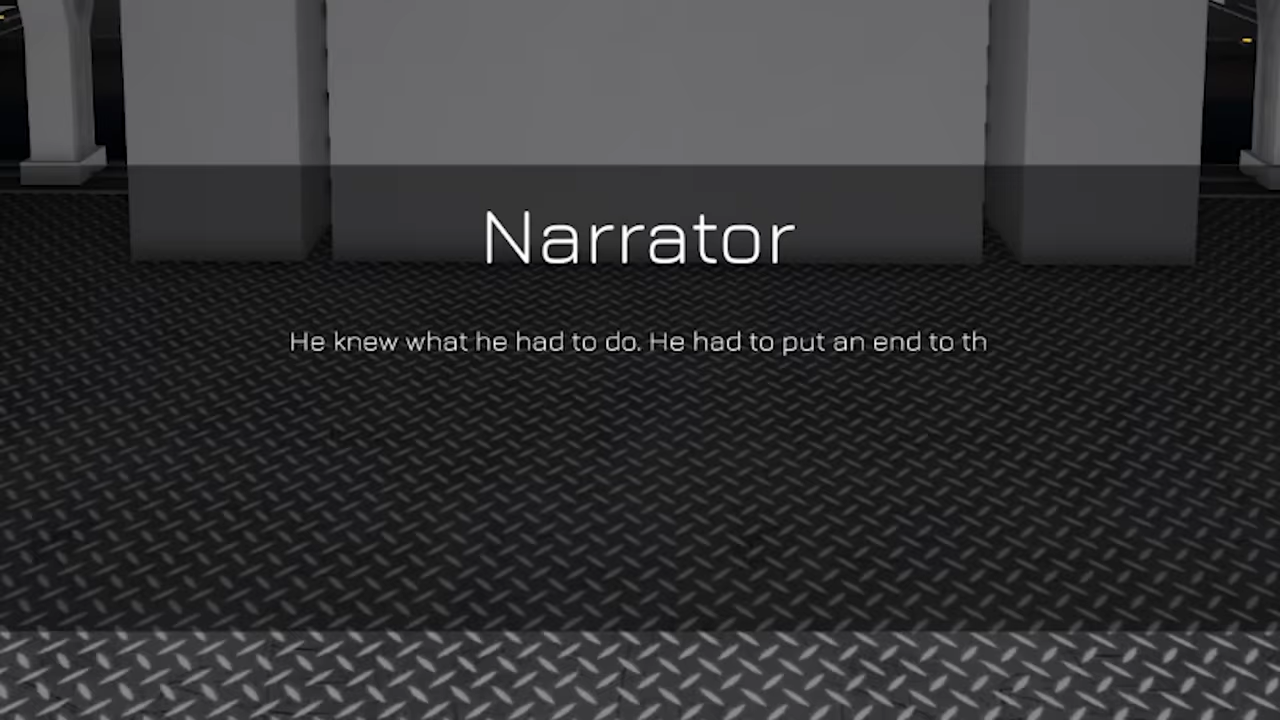 Narrator
He knew what he had to do. He had to put an end to th